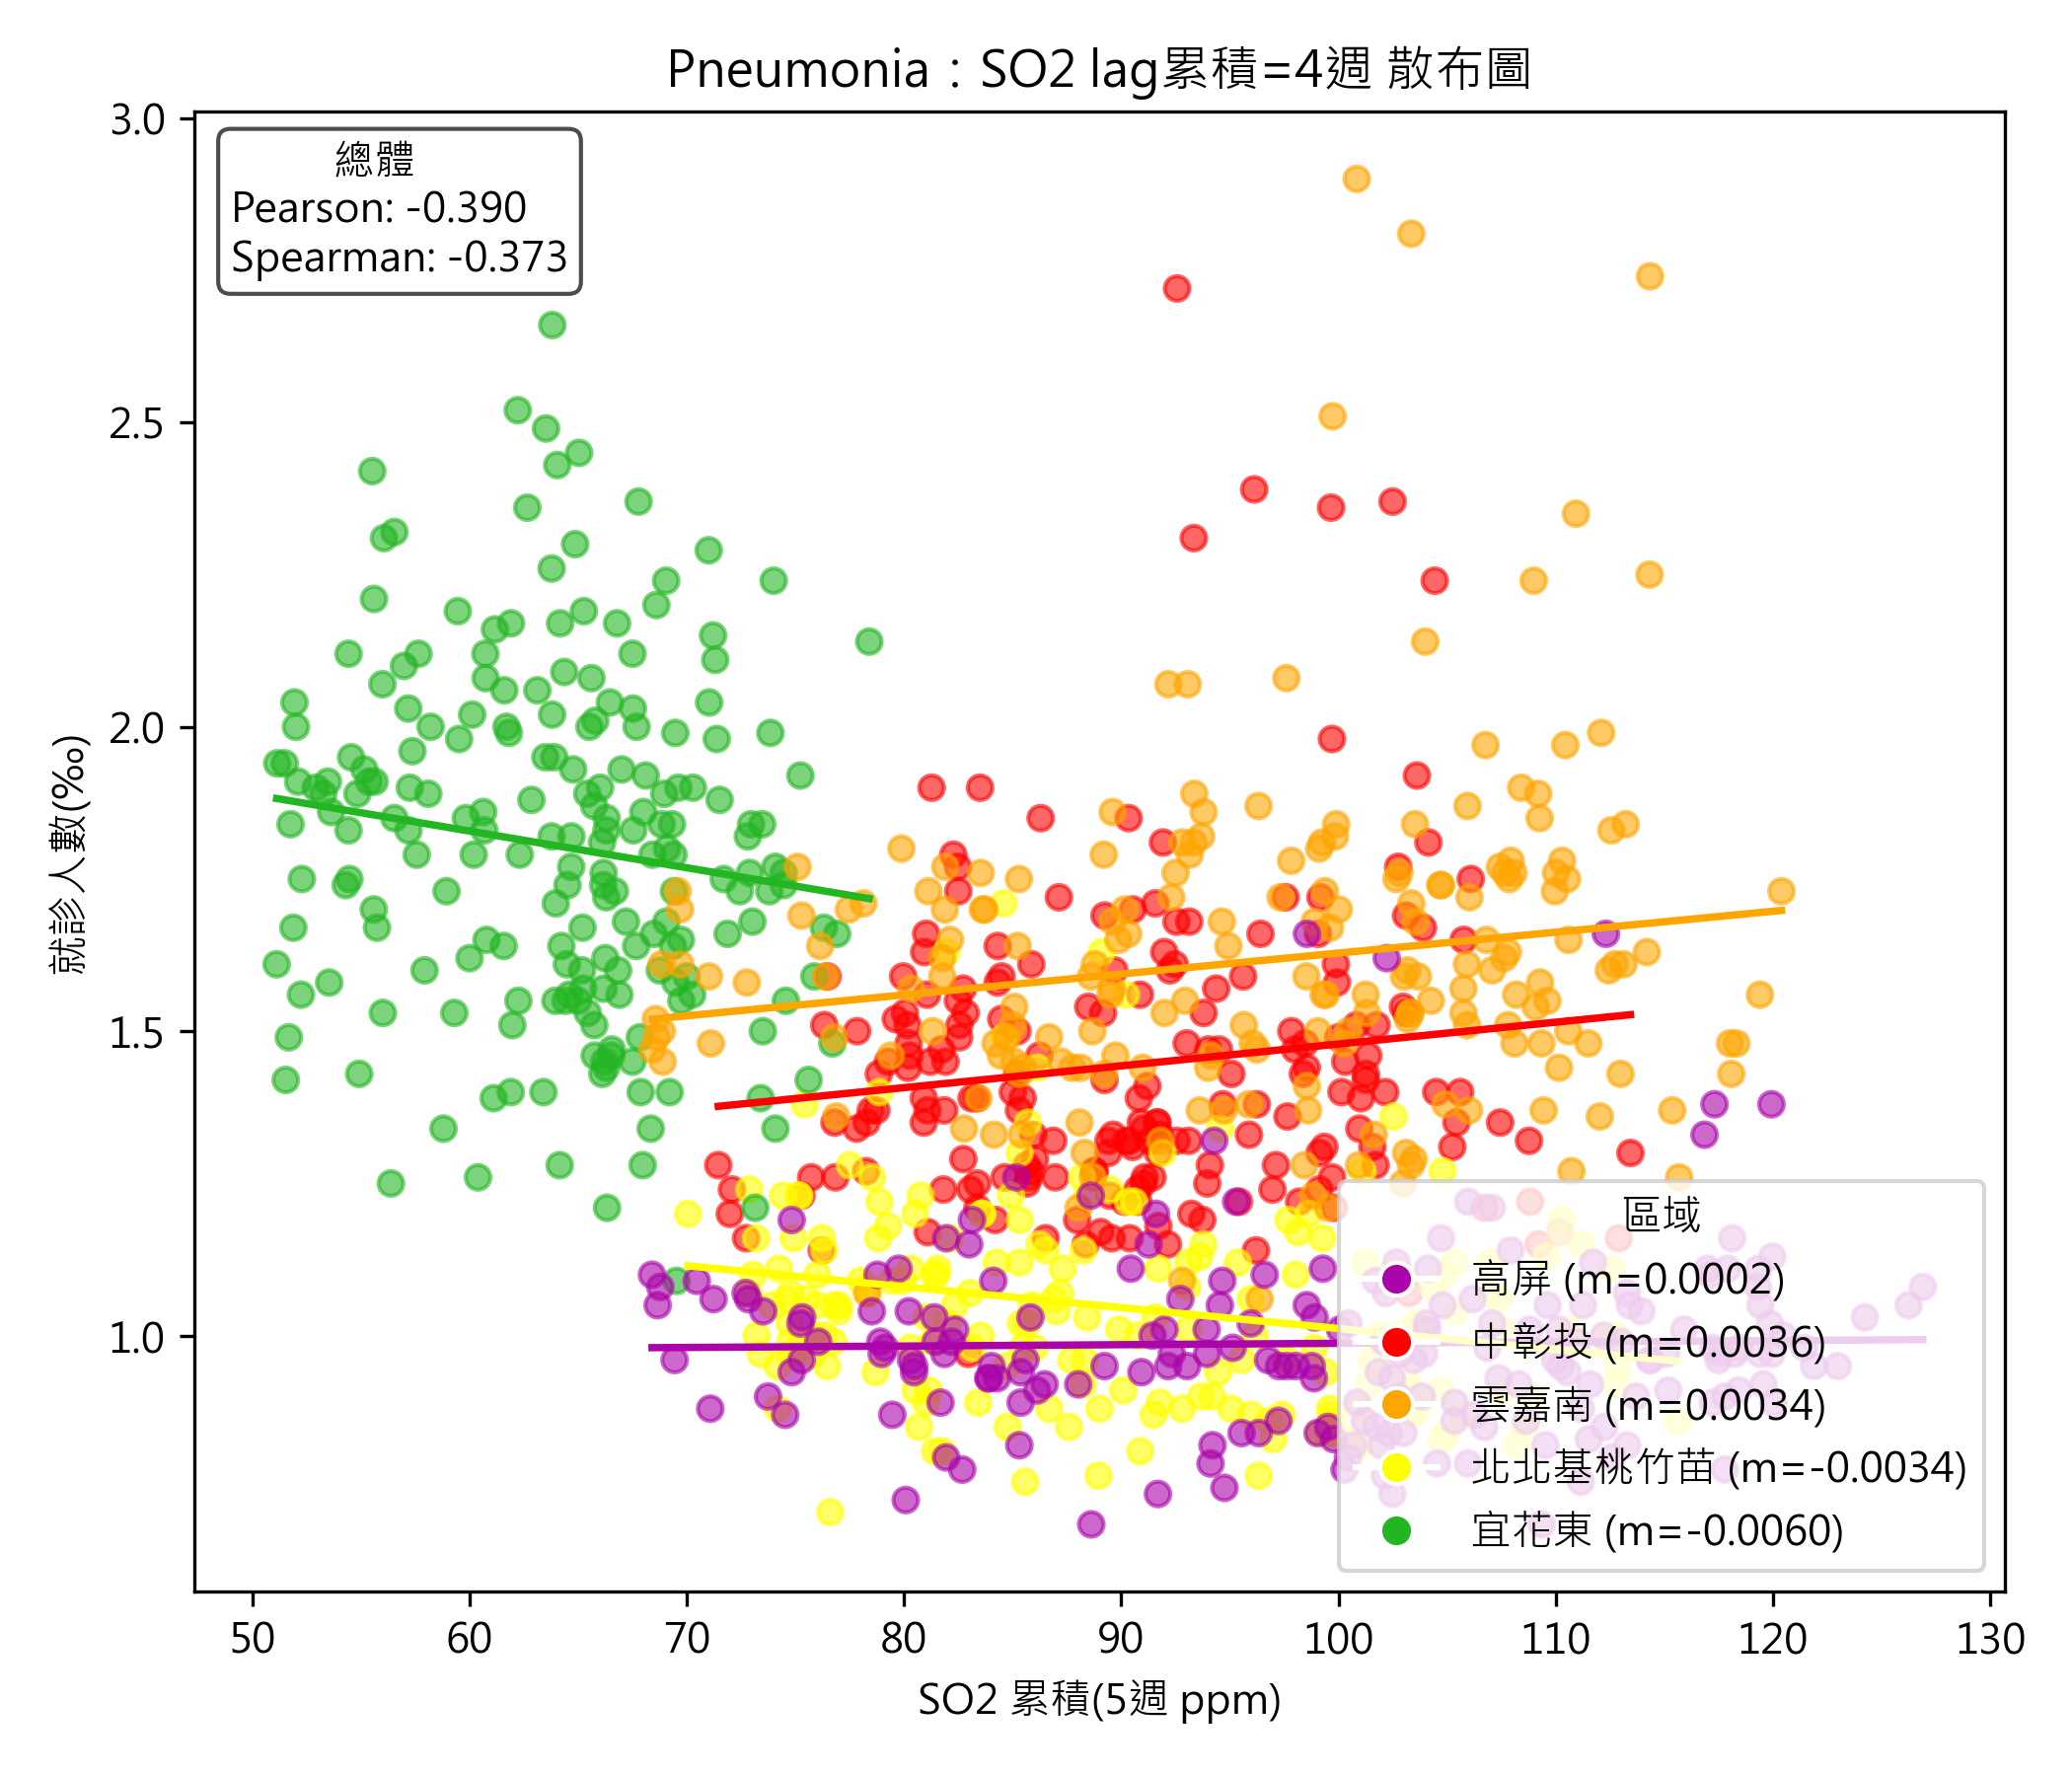 Pneumonia：SO2 lag累積=4週 散布圖
總體
Pearson: -0.390
Spearman: -0.373
就診人數(‰)
3.0
2.5
2.0
1.5
1.0
區域
高屏 (m=0.0002)
中彰投 (m=0.0036)
雲嘉南 (m=0.0034)
北北基桃竹苗 (m=-0.0034)
宜花東 (m=-0.0060)
50 60 70 80 90 100 110 120 130
SO2 累積(5週 ppm)